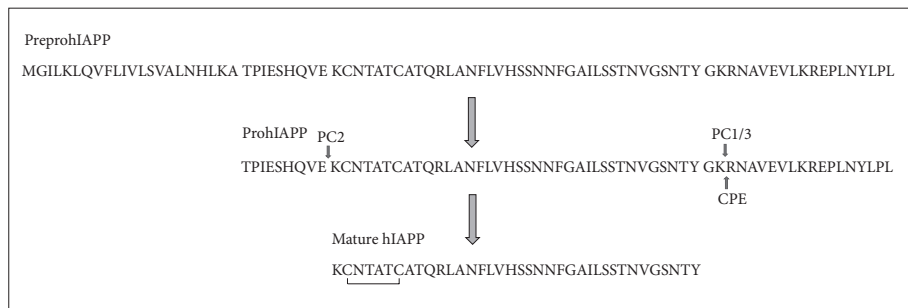 PreprohIAPP
MGILKLQVFLIVLSVALNHLKA TPIESHQVE KCNTATCATQRLANFLVHSSNNFGAILSSTNVGSNTY GKRNAVEVLKREPLNYLPL
ProhIAPP PC2 PC1/3
TPIESHQVE KCNTATCATQRLANFLVHSSNNFGAILSSTNVGSNTY GKRNAVEVLKREPLNYLPL
CPE
Mature hIAPP
KCNTATCATQRLANFLVHSSNNFGAILSSTNVGSNTY